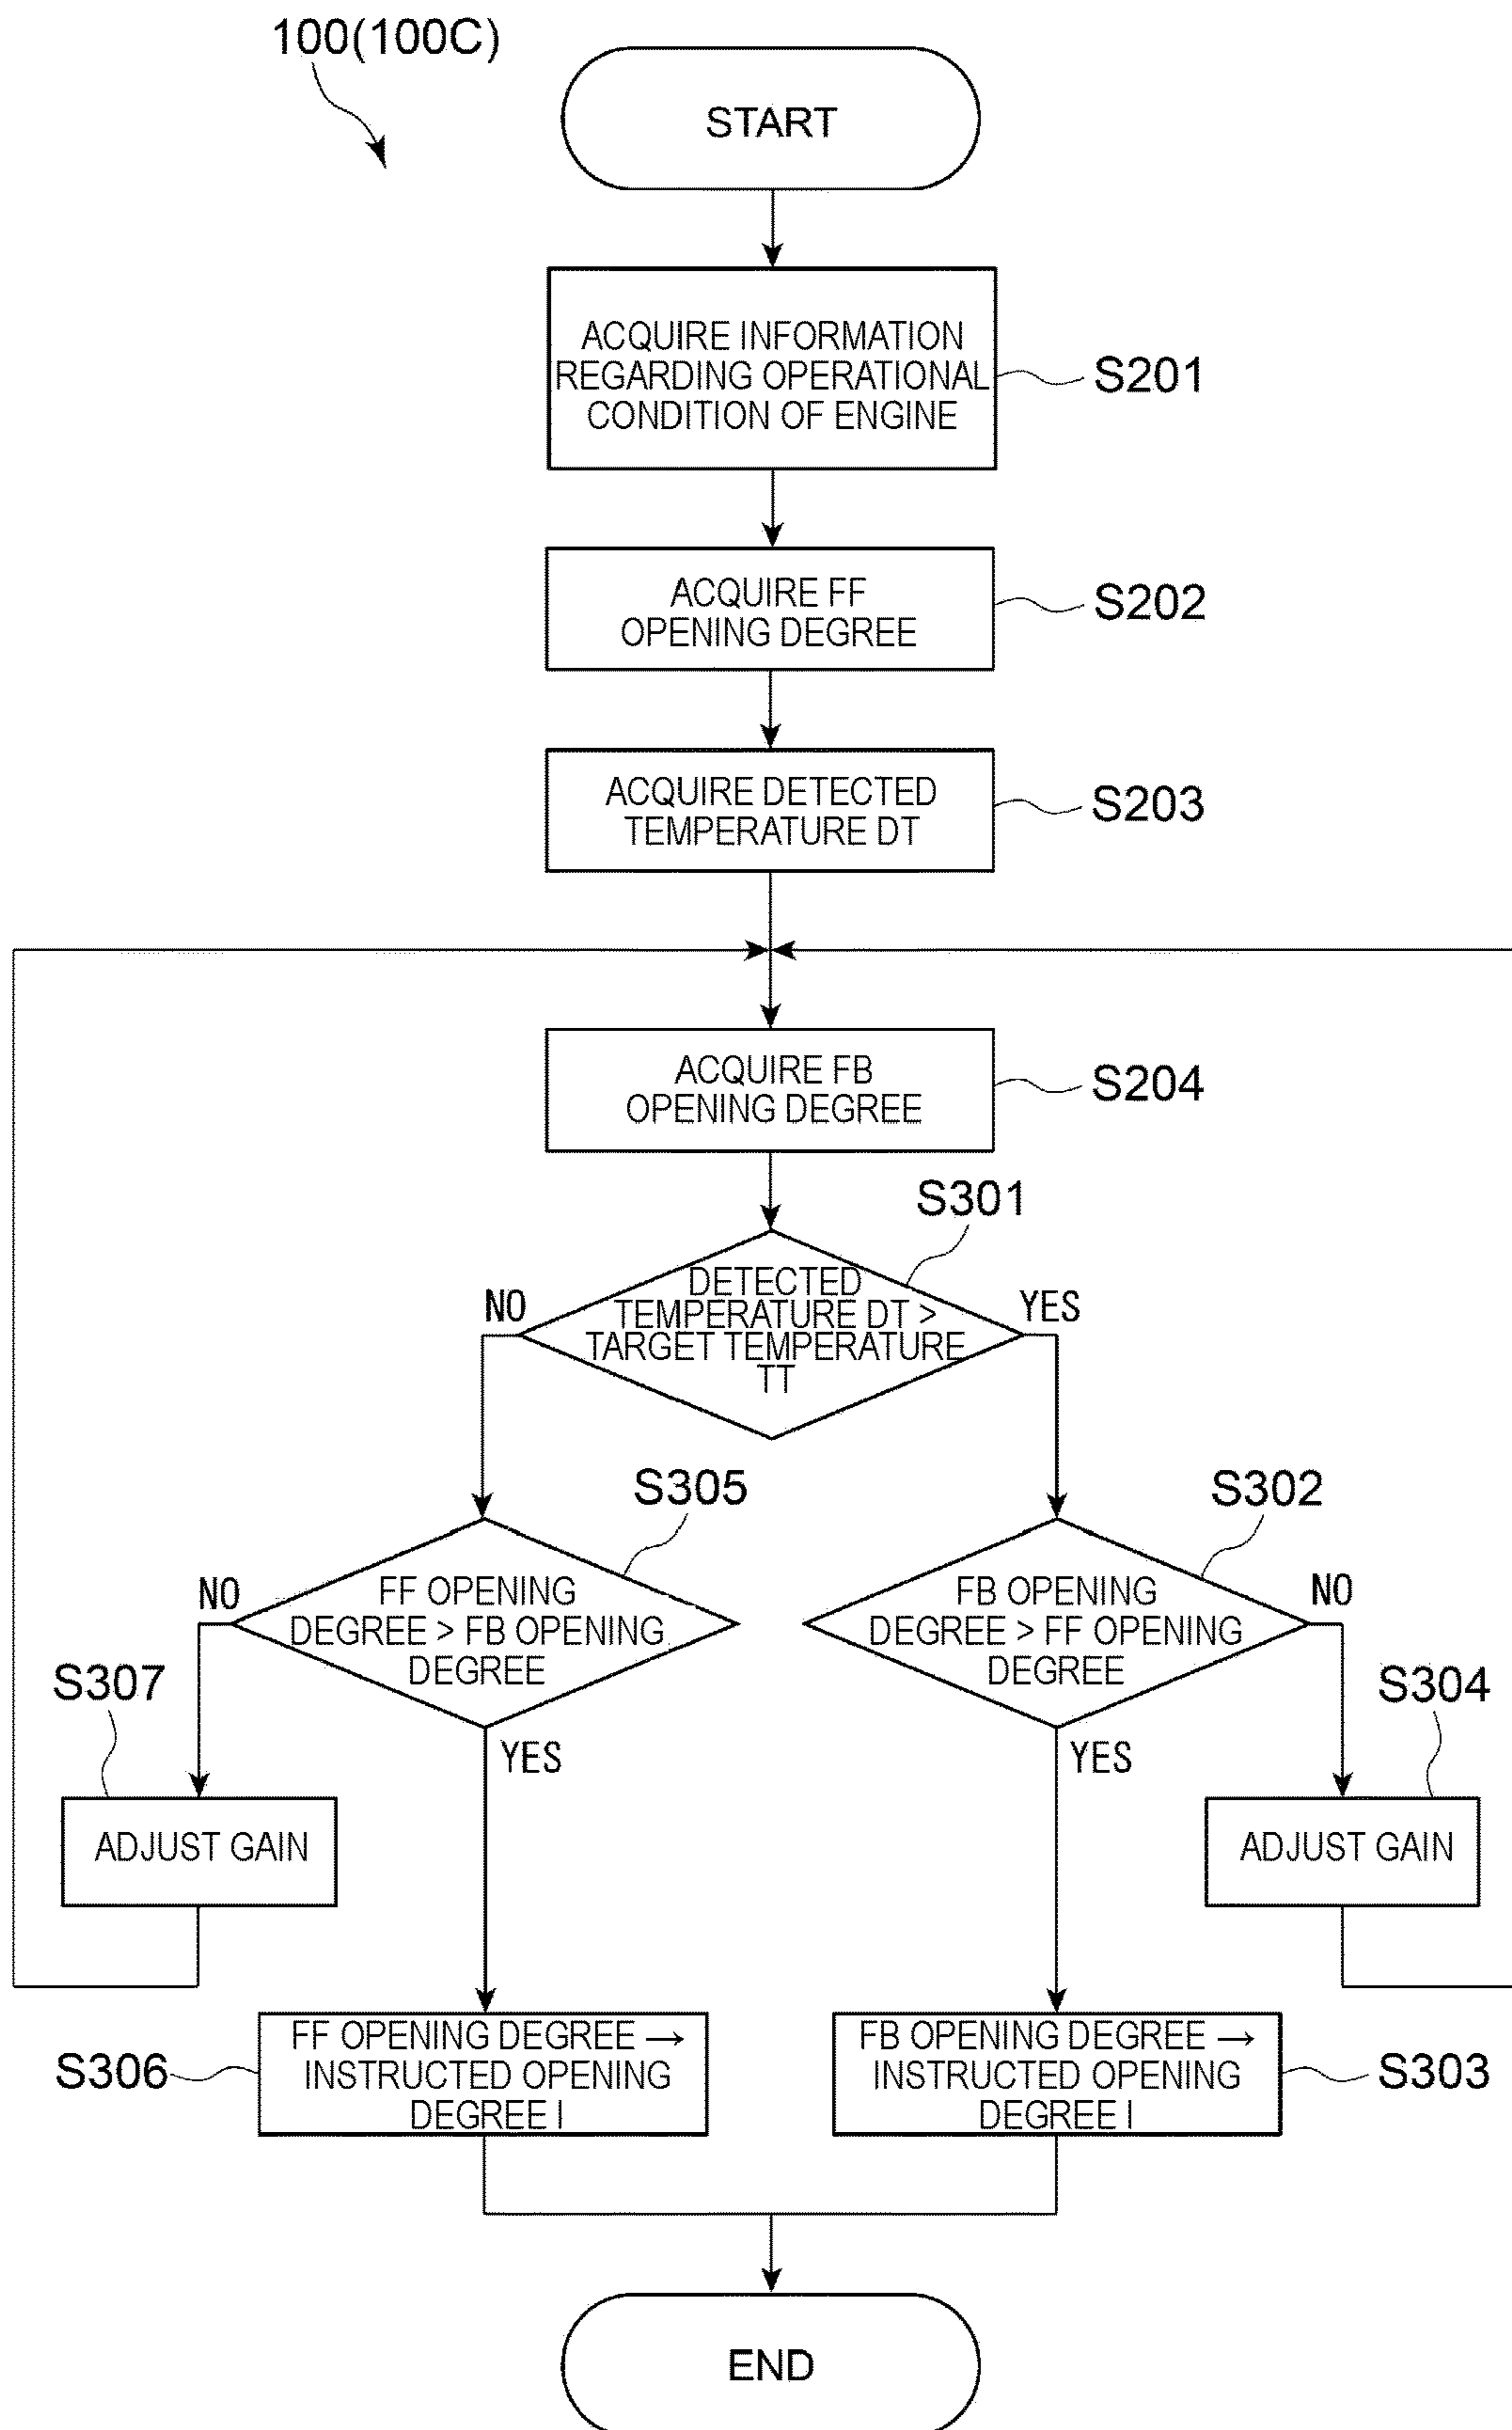 100(100C)
START
ACQUIRE INFORMATION
REGARDING OPERATIONAL
CONDITION OF ENGINE
S201
ACQUIRE FF
OPENING DEGREE
S202
ACQUIRE DETECTED
TEMPERATURE DT
S203
ACQUIRE FB
OPENING DEGREE
S204
S301
DETECTED
TEMPERATURE DT >
TARGET TEMPERATURE
TT
NO
YES
S305
FF OPENING
DEGREE > FB OPENING
DEGREE
NO
YES
S302
FB OPENING
DEGREE > FF OPENING
DEGREE
NO
YES
S307
ADJUST GAIN
S304
ADJUST GAIN
FF OPENING DEGREE →
INSTRUCTED OPENING
DEGREE I
S306
FB OPENING DEGREE →
INSTRUCTED OPENING
DEGREE I
S303
END